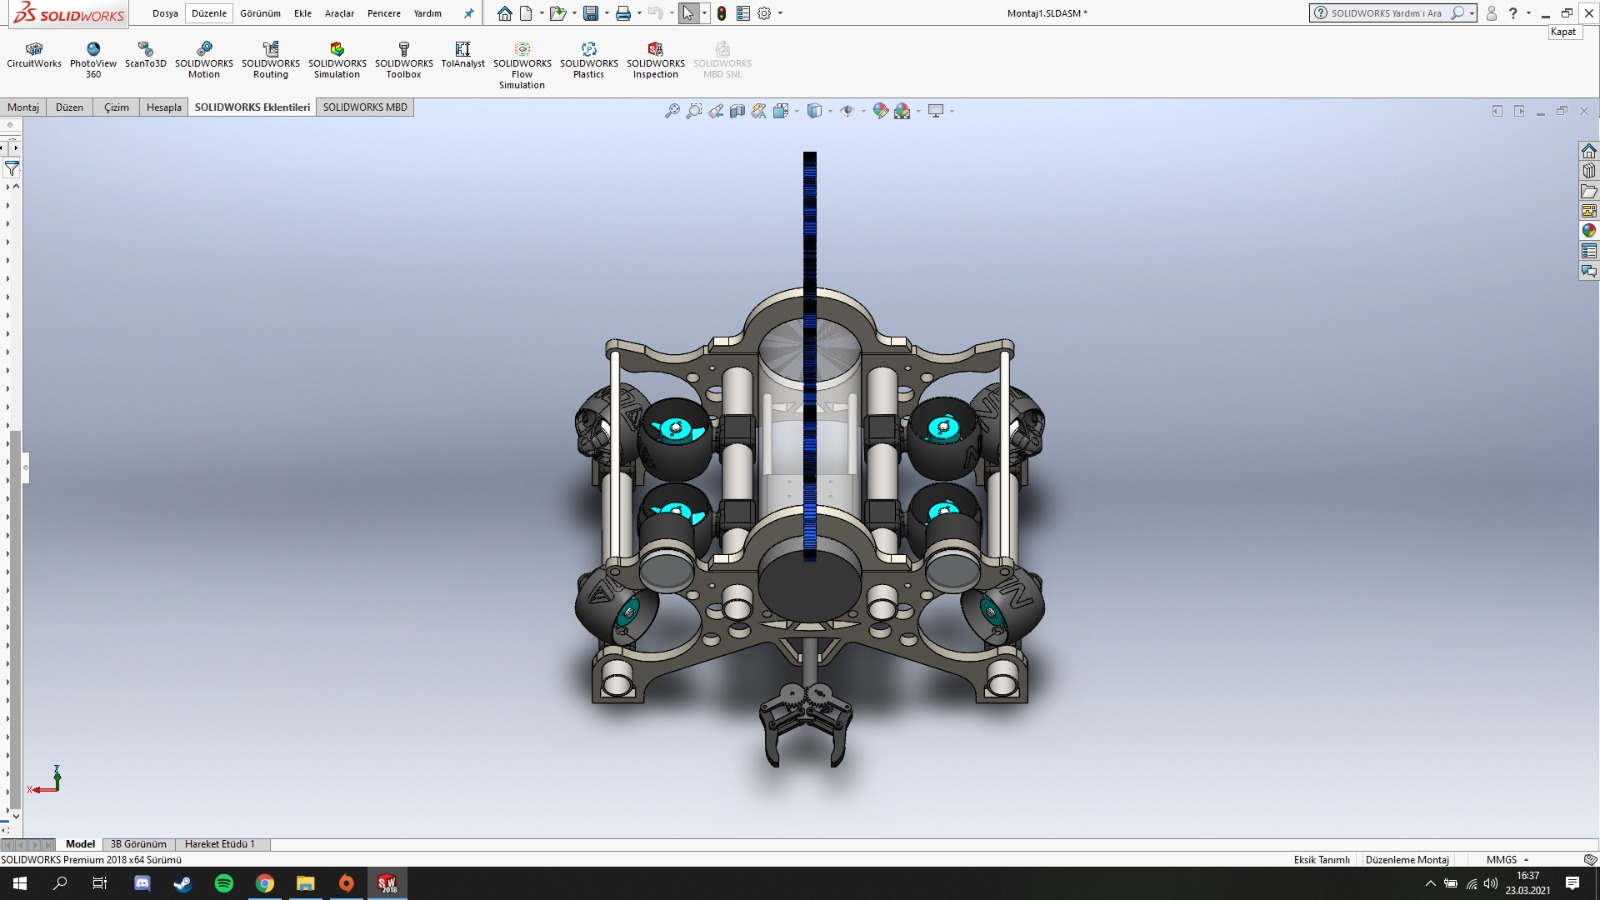 SOLIDWORKS
Dosya Düzenle Görünüm Ekle Araçlar Pencere Yardım
Montaj1.SLDASM *
SOLIDWORKS Yardım'ı Ara
?
Kapat
CircuitWorks
PhotoView
360
ScanTo3D
SOLIDWORKS
Motion
SOLIDWORKS
Routing
SOLIDWORKS
Simulation
SOLIDWORKS
Toolbox
TolAnalyst
SOLIDWORKS
Flow
Simulation
SOLIDWORKS
Plastics
SOLIDWORKS
Inspection
SOLIDWORKS
MBD SNL
Montaj Düzen Çizim Hesapla SOLIDWORKS Eklentileri SOLIDWORKS MBD
Z
X
Model 3B Görünüm Hareket Etüdü 1
SOLIDWORKS Premium 2018 x64 Sürümü
Eksik Tanımlı Düzenleme Montaj MMGS
SW
2018
16:37
23.03.2021